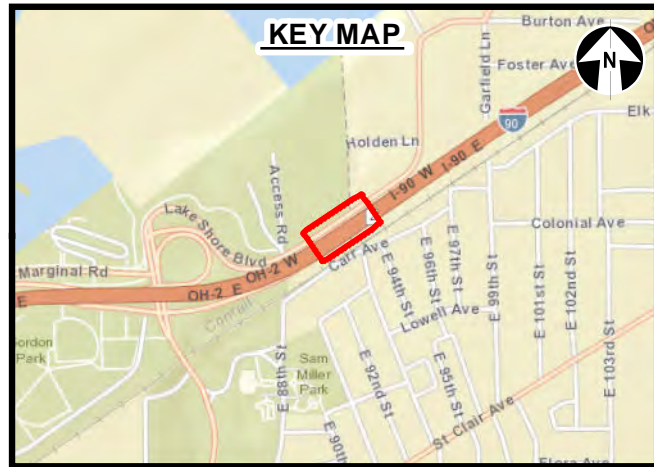 KEY MAP
N
Burton Ave
Foster Ave
Garfield Ln
Elk
90
Holden Ln
I-90 W
I-90 E
Access Rd
Lake Shore Blvd
Colonial Ave
Marginal Rd
OH-2 W
OH-2 E
E
Carr Ave
Conrail
E 94th St
E 96th St
E 97th St
E 99th St
E 101st St
E 102nd St
E 103rd St
Lowell Ave
Gordon
Park
E 88th St
Sam
Miller
Park
E 92nd St
E 95th St
E 90th
St Clair Ave
Flora Ave